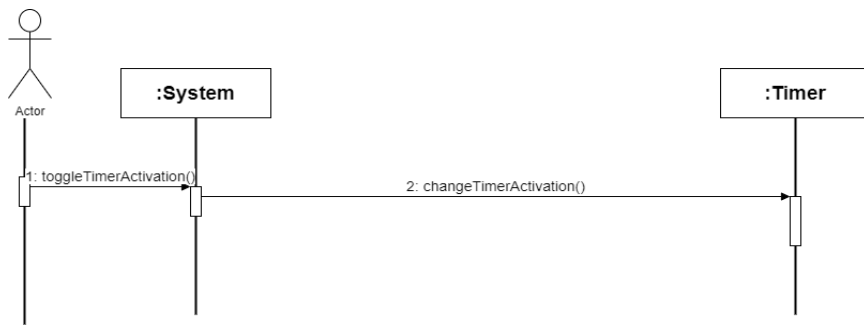 :System
:Timer
Actor
1: toggleTimerActivation()
2: changeTimerActivation()